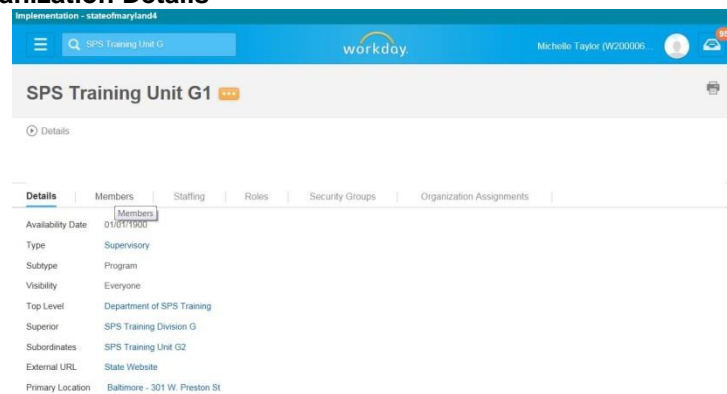 anization Details
Implementation - stateofmaryland4
SPS Training Unit G
workday.
Michelle Taylor (W200006...
SPS Training Unit G1
Details
Details Members Staffing Roles Security Groups Organization Assignments
Members
Availability Date 01/01/1900
Type Supervisory
Subtype Program
Visibility Everyone
Top Level Department of SPS Training
Superior SPS Training Division G
Subordinates SPS Training Unit G2
External URL State Website
Primary Location Baltimore - 301 W. Preston St